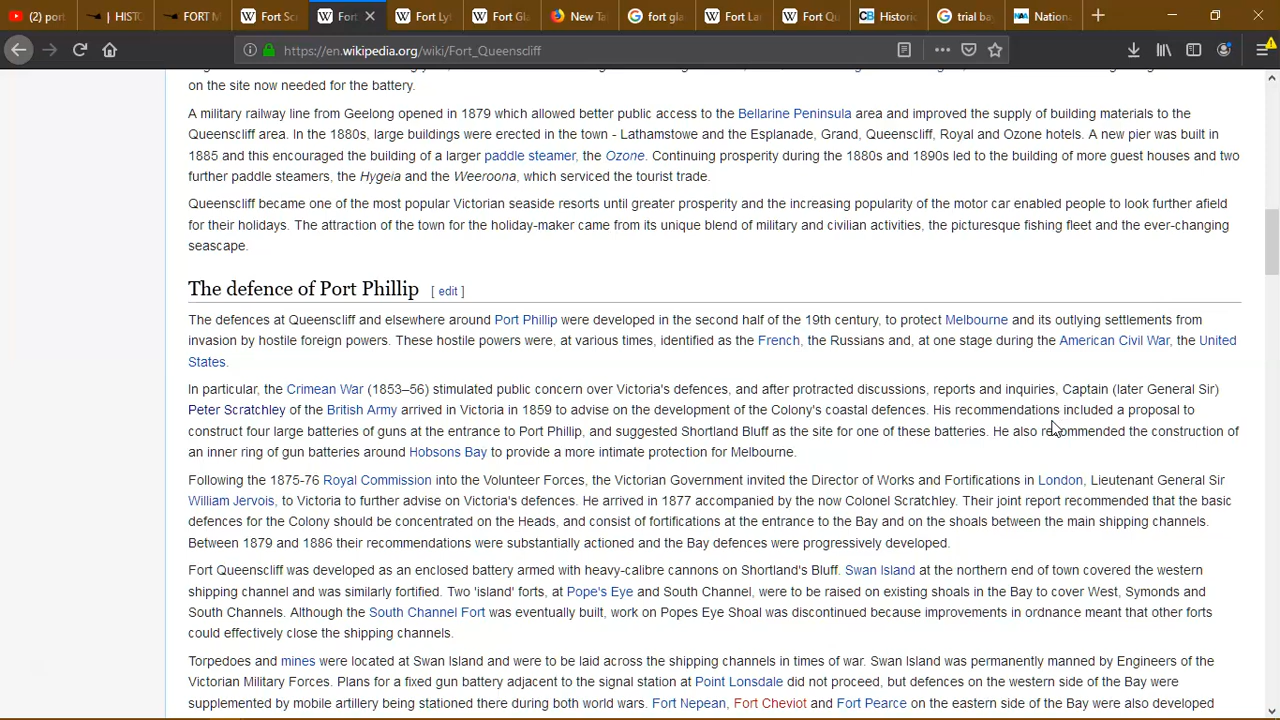 (2) port
| HIST
FORT M
Fort Scr
Fort
Fort Lyt
Fort Gla
New Ta
fort gla
Fort Lan
Fort Qu
Historic
trial bay
Nationa
https://en.wikipedia.org/wiki/Fort_Queenscliff
on the site now needed for the battery.
A military railway line from Geelong opened in 1879 which allowed better public access to the Bellarine Peninsula area and improved the supply of building materials to the
Queenscliff area. In the 1880s, large buildings were erected in the town - Lathamstowe and the Esplanade, Grand, Queenscliff, Royal and Ozone hotels. A new pier was built in
1885 and this encouraged the building of a larger paddle steamer, the Ozone. Continuing prosperity during the 1880s and 1890s led to the building of more guest houses and two
further paddle steamers, the Hygeia and the Weeroona, which serviced the tourist trade.
Queenscliff became one of the most popular Victorian seaside resorts until greater prosperity and the increasing popularity of the motor car enabled people to look further afield
for their holidays. The attraction of the town for the holiday-maker came from its unique blend of military and civilian activities, the picturesque fishing fleet and the ever-changing
seascape.
The defence of Port Phillip [ edit ]
The defences at Queenscliff and elsewhere around Port Phillip were developed in the second half of the 19th century, to protect Melbourne and its outlying settlements from
invasion by hostile foreign powers. These hostile powers were, at various times, identified as the French, the Russians and, at one stage during the American Civil War, the United
States.
In particular, the Crimean War (1853–56) stimulated public concern over Victoria's defences, and after protracted discussions, reports and inquiries, Captain (later General Sir)
Peter Scratchley of the British Army arrived in Victoria in 1859 to advise on the development of the Colony's coastal defences. His recommendations included a proposal to
construct four large batteries of guns at the entrance to Port Phillip, and suggested Shortland Bluff as the site for one of these batteries. He also recommended the construction of
an inner ring of gun batteries around Hobsons Bay to provide a more intimate protection for Melbourne.
Following the 1875-76 Royal Commission into the Volunteer Forces, the Victorian Government invited the Director of Works and Fortifications in London, Lieutenant General Sir
William Jervois, to Victoria to further advise on Victoria's defences. He arrived in 1877 accompanied by the now Colonel Scratchley. Their joint report recommended that the basic
defences for the Colony should be concentrated on the Heads, and consist of fortifications at the entrance to the Bay and on the shoals between the main shipping channels.
Between 1879 and 1886 their recommendations were substantially actioned and the Bay defences were progressively developed.
Fort Queenscliff was developed as an enclosed battery armed with heavy-calibre cannons on Shortland's Bluff. Swan Island at the northern end of town covered the western
shipping channel and was similarly fortified. Two 'island' forts, at Pope's Eye and South Channel, were to be raised on existing shoals in the Bay to cover West, Symonds and
South Channels. Although the South Channel Fort was eventually built, work on Popes Eye Shoal was discontinued because improvements in ordnance meant that other forts
could effectively close the shipping channels.
Torpedoes and mines were located at Swan Island and were to be laid across the shipping channels in times of war. Swan Island was permanently manned by Engineers of the
Victorian Military Forces. Plans for a fixed gun battery adjacent to the signal station at Point Lonsdale did not proceed, but defences on the western side of the Bay were
supplemented by mobile artillery being stationed there during both world wars. Fort Nepean, Fort Cheviot and Fort Pearce on the eastern side of the Bay were also developed